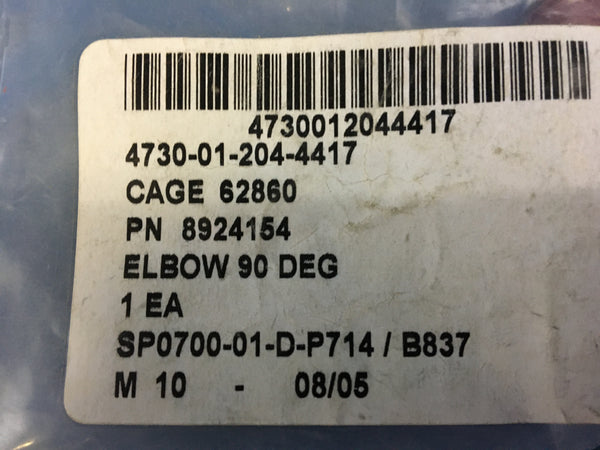 4730012044417
4730-01-204-4417
CAGE 62860
PN 8924154
ELBOW 90 DEG
1 EA
SP0700-01-D-P714 / B837
M 10 - 08/05